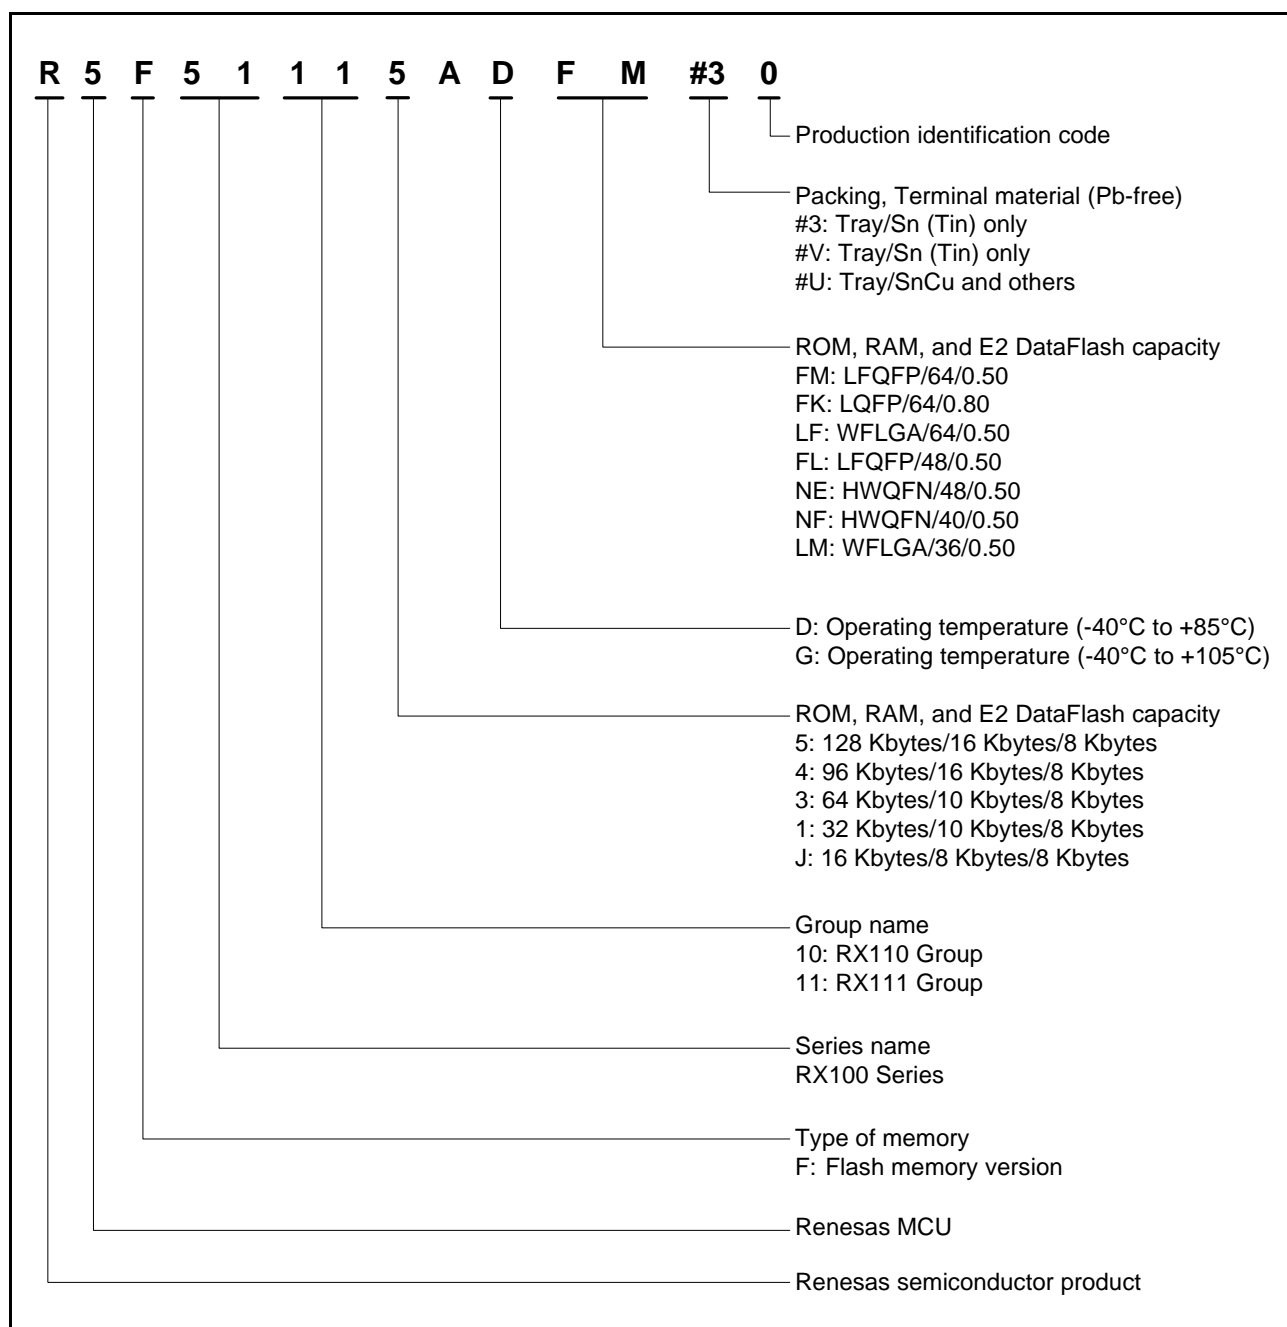 R 5 F 5 1 1 1 5 A D F M #3 0
Production identification code
Packing, Terminal material (Pb-free)
#3: Tray/Sn (Tin) only
#V: Tray/Sn (Tin) only
#U: Tray/SnCu and others
ROM, RAM, and E2 DataFlash capacity
FM: LFQFP/64/0.50
FK: LQFP/64/0.80
LF: WFLGA/64/0.50
FL: LFQFP/48/0.50
NE: HWQFN/48/0.50
NF: HWQFN/40/0.50
LM: WFLGA/36/0.50
D: Operating temperature (-40°C to +85°C)
G: Operating temperature (-40°C to +105°C)
ROM, RAM, and E2 DataFlash capacity
5: 128 Kbytes/16 Kbytes/8 Kbytes
4: 96 Kbytes/16 Kbytes/8 Kbytes
3: 64 Kbytes/10 Kbytes/8 Kbytes
1: 32 Kbytes/10 Kbytes/8 Kbytes
J: 16 Kbytes/8 Kbytes/8 Kbytes
Group name
10: RX110 Group
11: RX111 Group
Series name
RX100 Series
Type of memory
F: Flash memory version
Renesas MCU
Renesas semiconductor product